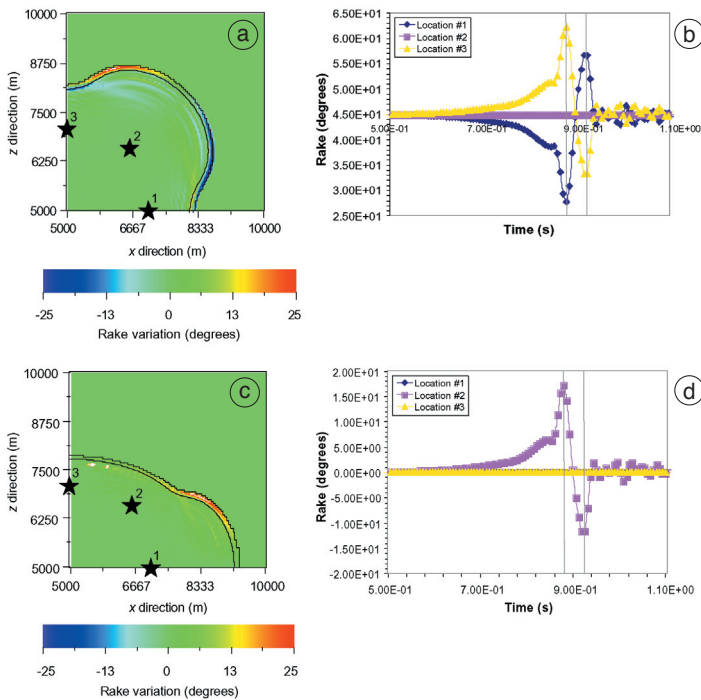 a
10000
8750
7500
6250
5000
z direction (m)
3
2
1
5000 6667 8333 10000
x direction (m)
-25 -13 0 13 25
Rake variation (degrees)
b
6.50E+01
6.00E+01
5.50E+01
5.00E+01
4.50E+01
4.00E+01
3.50E+01
3.00E+01
2.50E+01
Rake (degrees)
Location #1
Location #2
Location #3
5.00E-01 7.00E-01 9.00E-01 1.10E+00
Time (s)
c
10000
8750
7500
6250
5000
z direction (m)
3
2
1
5000 6667 8333 10000
x direction (m)
-25 -13 0 13 25
Rake variation (degrees)
d
2.00E+01
1.50E+01
1.00E+01
5.00E+00
0.00E+00
-5.00E+00
-1.00E+01
-1.50E+01
-2.00E+01
Rake (degrees)
Location #1
Location #2
Location #3
5.00E-01 7.00E-01 9.00E-01 1.10E+00
Time (s)